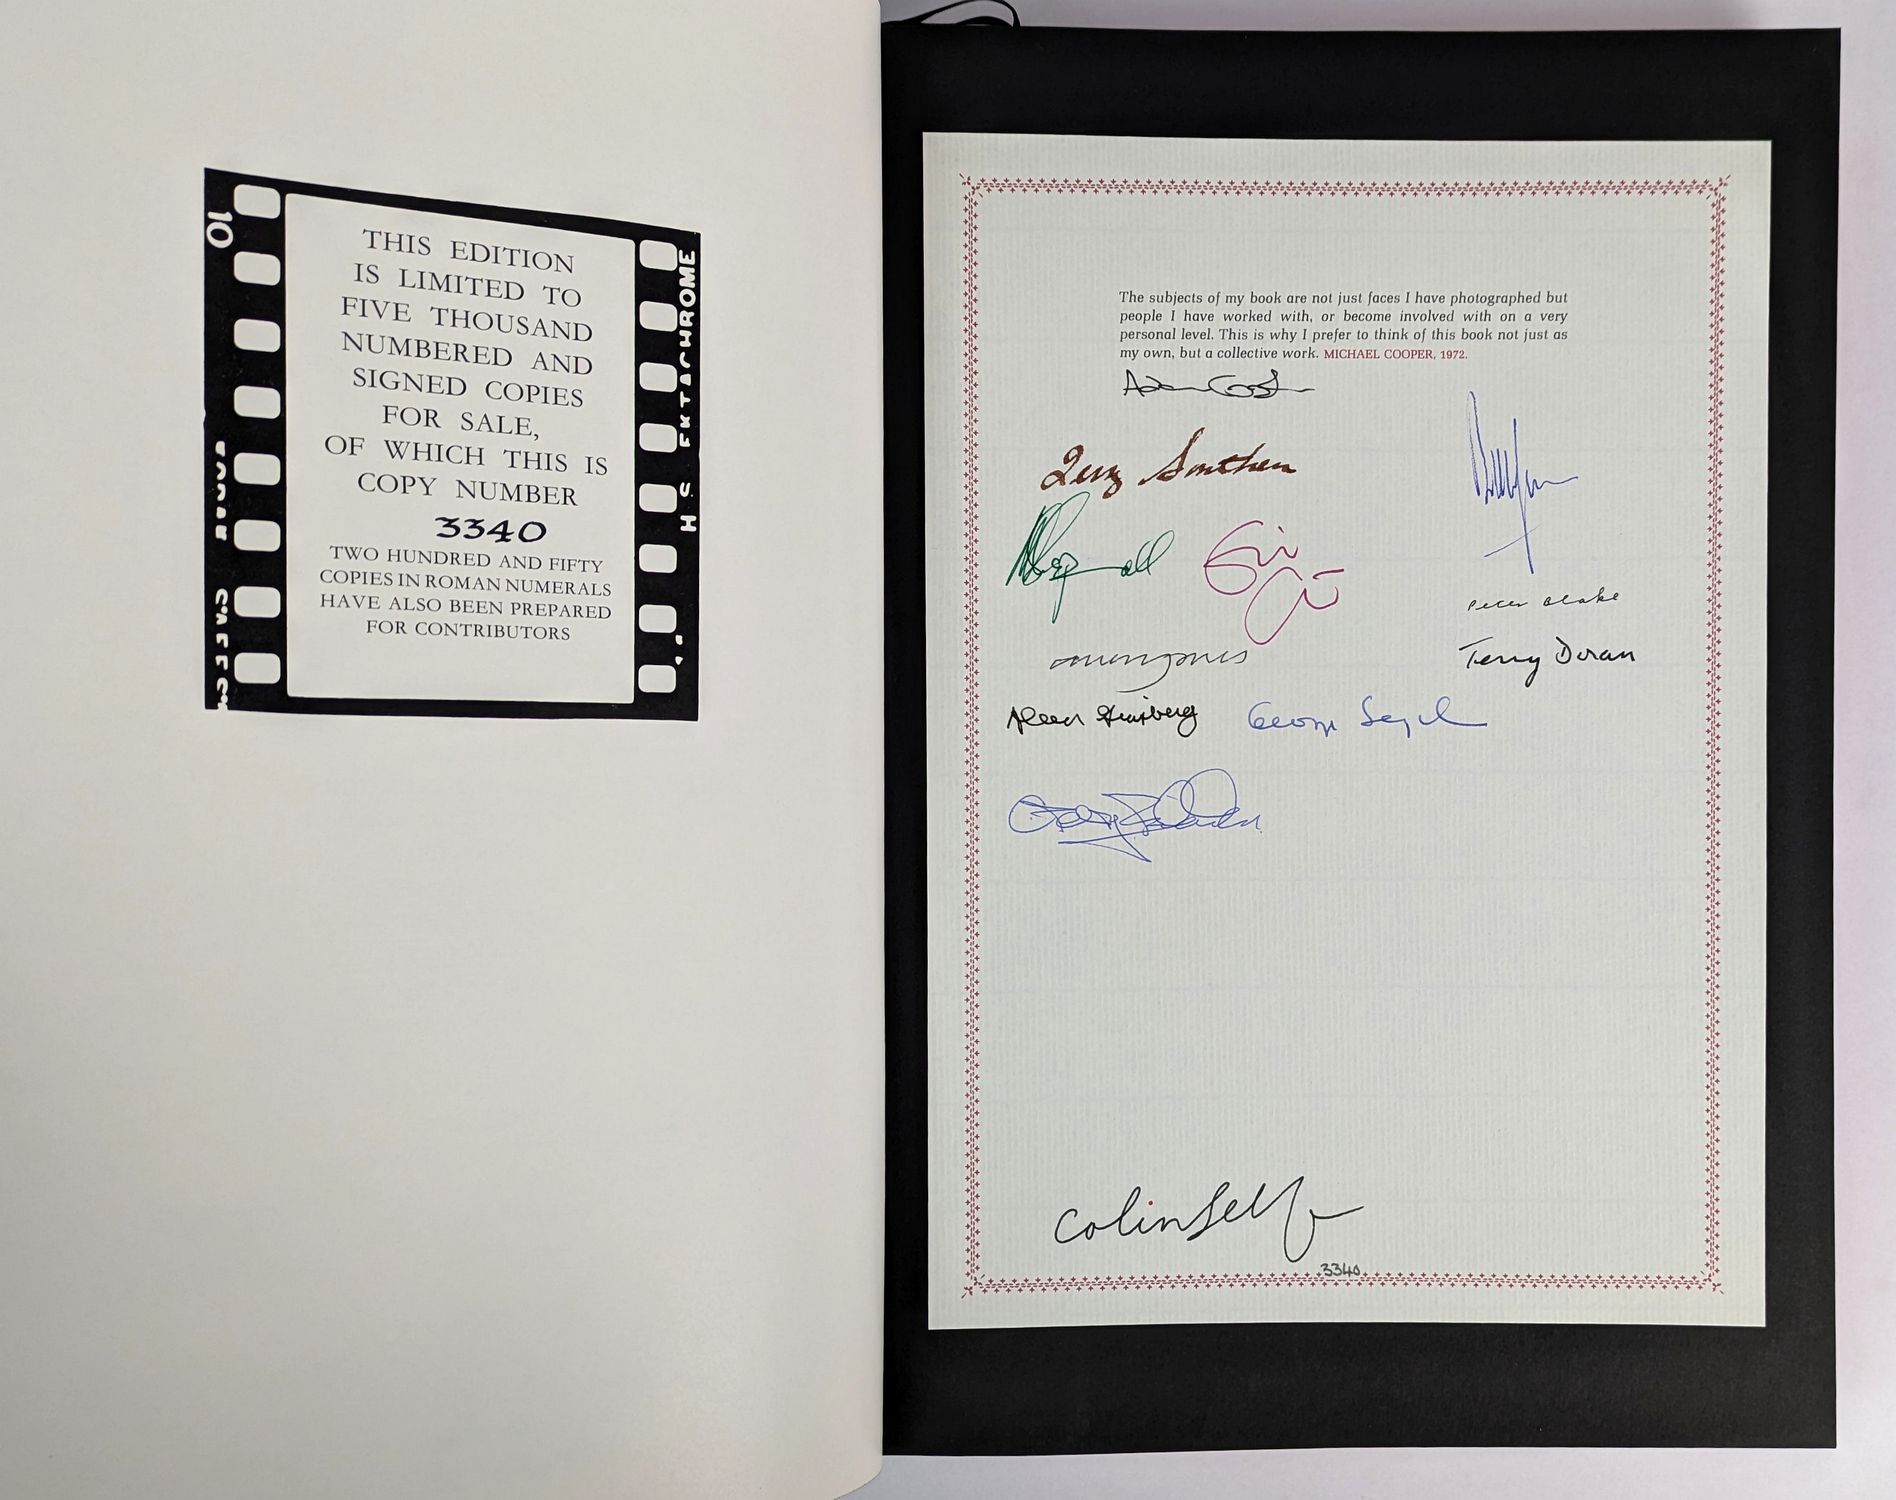 10
THIS EDITION
IS LIMITED TO
FIVE THOUSAND
NUMBERED AND
SIGNED COPIES
FOR SALE,
OF WHICH THIS IS
COPY NUMBER
3340
TWO HUNDRED AND FIFTY
COPIES IN ROMAN NUMERALS
HAVE ALSO BEEN PREPARED
FOR CONTRIBUTORS
EKTACHROME
The subjects of my book are not just faces I have photographed but
people I have worked with, or become involved with on a very
personal level. This is why I prefer to think of this book not just as
my own, but a collective work. MICHAEL COOPER, 1972.
Adam Cooper
Terry Southern
Peter Blake
Terry Doran
Allen Ginsberg
George Segal
Colin Self
3340